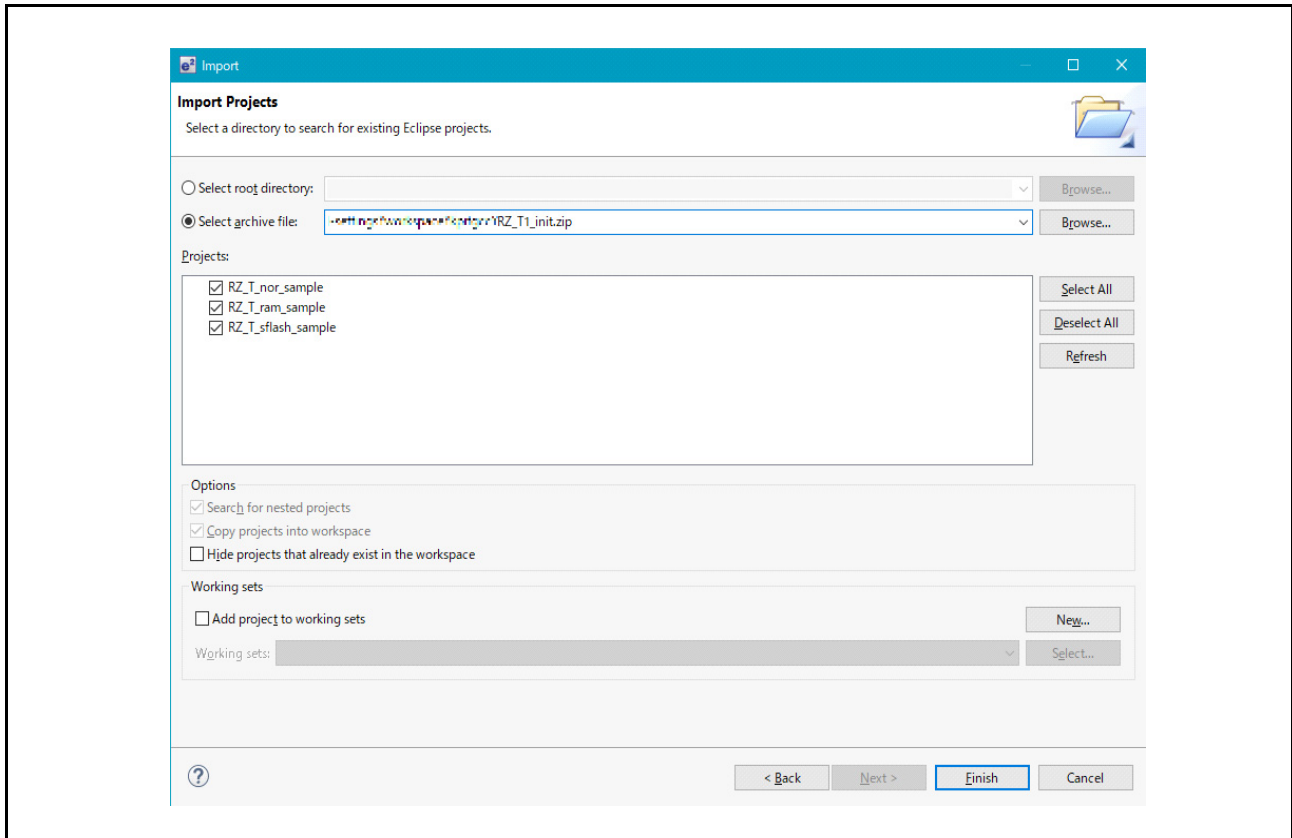 e² Import
Import Projects
Select a directory to search for existing Eclipse projects.
Select root directory:
Browse...
Select archive file: RZ_T1_init.zip
Browse...
Projects:
RZ_T_nor_sample
RZ_T_ram_sample
RZ_T_sflash_sample
Select All
Deselect All
Refresh
Options
Search for nested projects
Copy projects into workspace
Hide projects that already exist in the workspace
Working sets
Add project to working sets
New...
Working sets:
Select...
?
< Back
Next >
Finish
Cancel